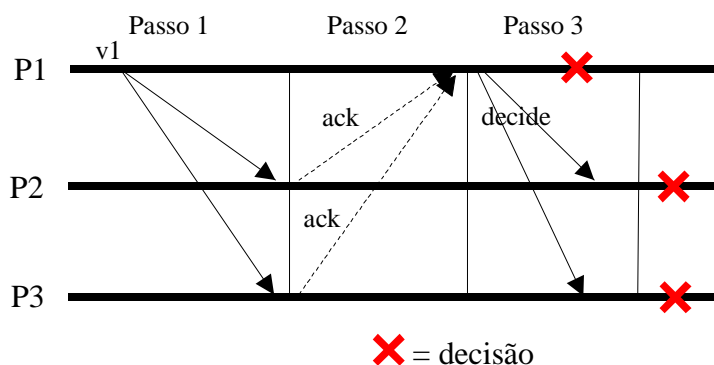 Passo 1 Passo 2 Passo 3
v1
P1
ack
decide
P2
ack
P3
= decisão